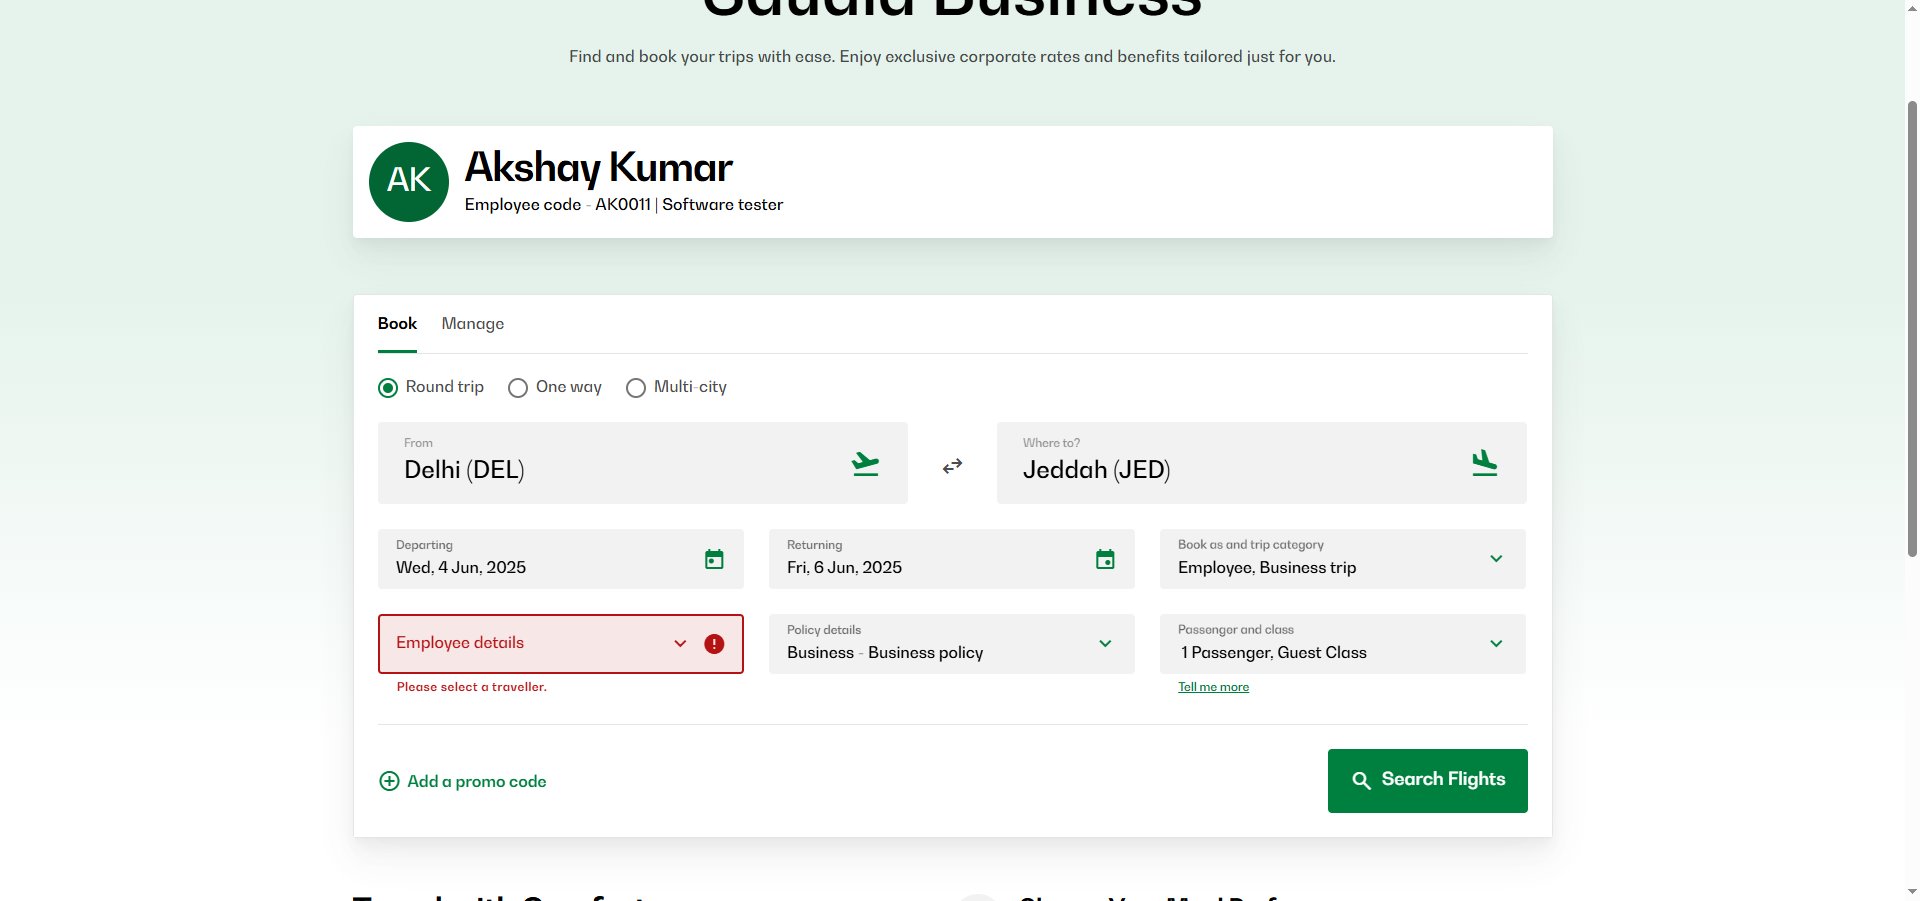 Saudia Business
Find and book your trips with ease. Enjoy exclusive corporate rates and benefits tailored just for you.
AK
Akshay Kumar
Employee code - AK0011 | Software tester
Book Manage
Round trip One way Multi-city
From
Delhi (DEL)
Where to?
Jeddah (JED)
Departing
Wed, 4 Jun, 2025
Returning
Fri, 6 Jun, 2025
Book as and trip category
Employee, Business trip
Employee details
Please select a traveller.
Policy details
Business - Business policy
Passenger and class
1 Passenger, Guest Class
Tell me more
Add a promo code
Search Flights